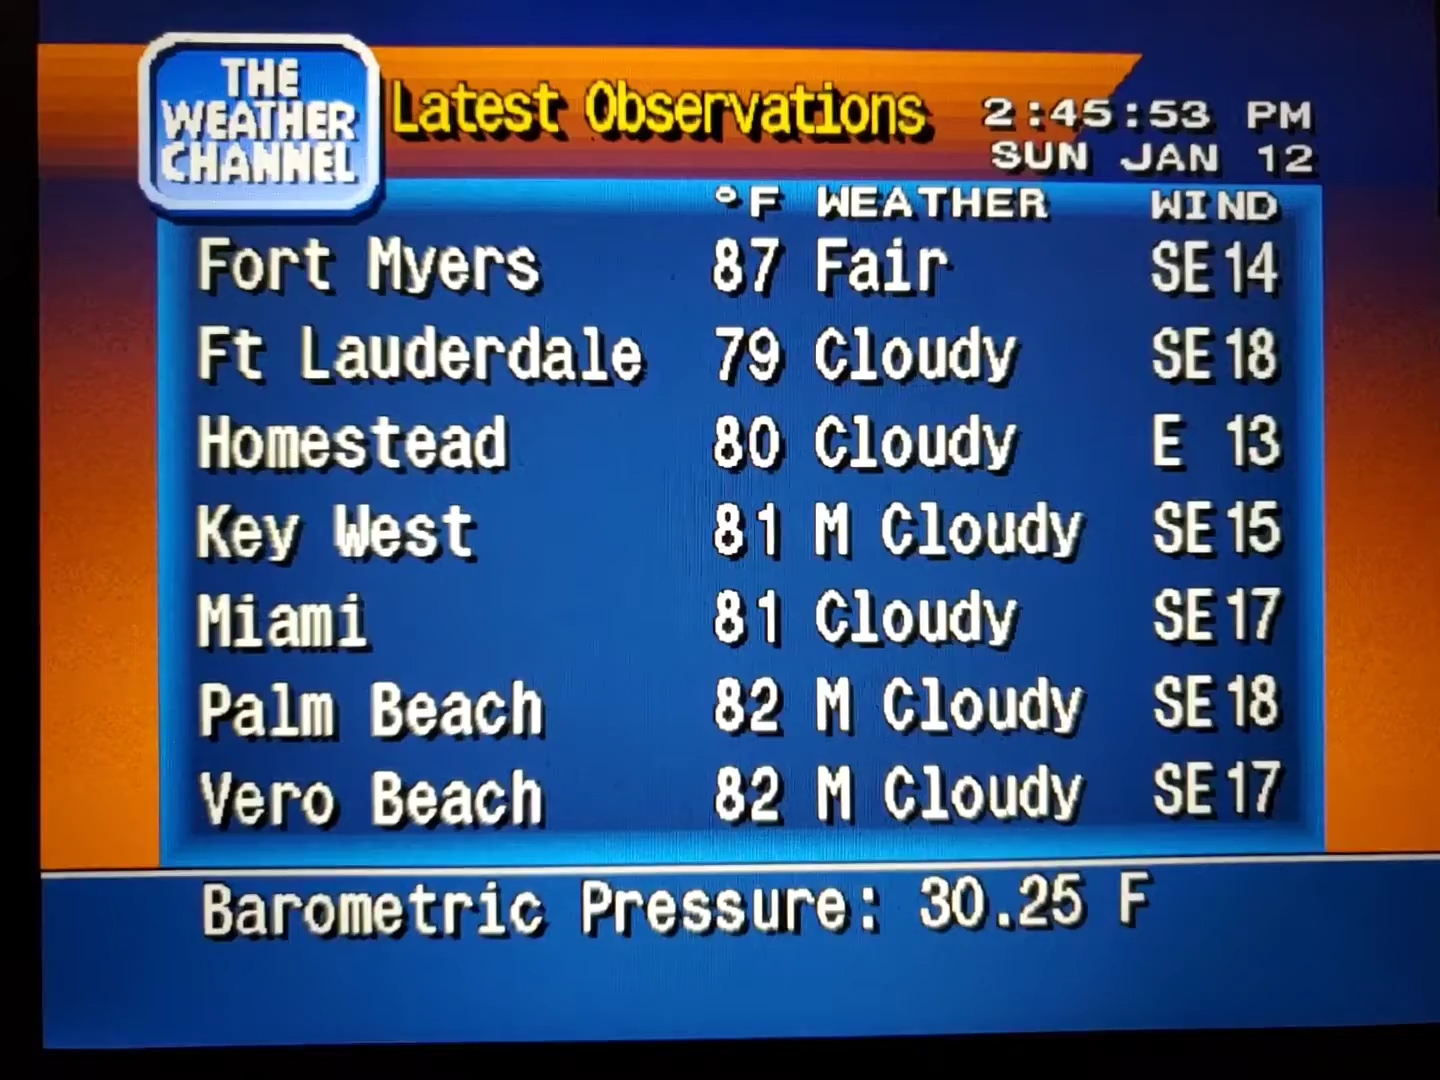 THE
WEATHER
CHANNEL
Latest Observations
2:45:53 PM
SUN JAN 12
°F WEATHER WIND
Fort Myers 87 Fair SE 14
Ft Lauderdale 79 Cloudy SE 18
Homestead 80 Cloudy E 13
Key West 81 M Cloudy SE 15
Miami 81 Cloudy SE 17
Palm Beach 82 M Cloudy SE 18
Vero Beach 82 M Cloudy SE 17
Barometric Pressure: 30.25 F